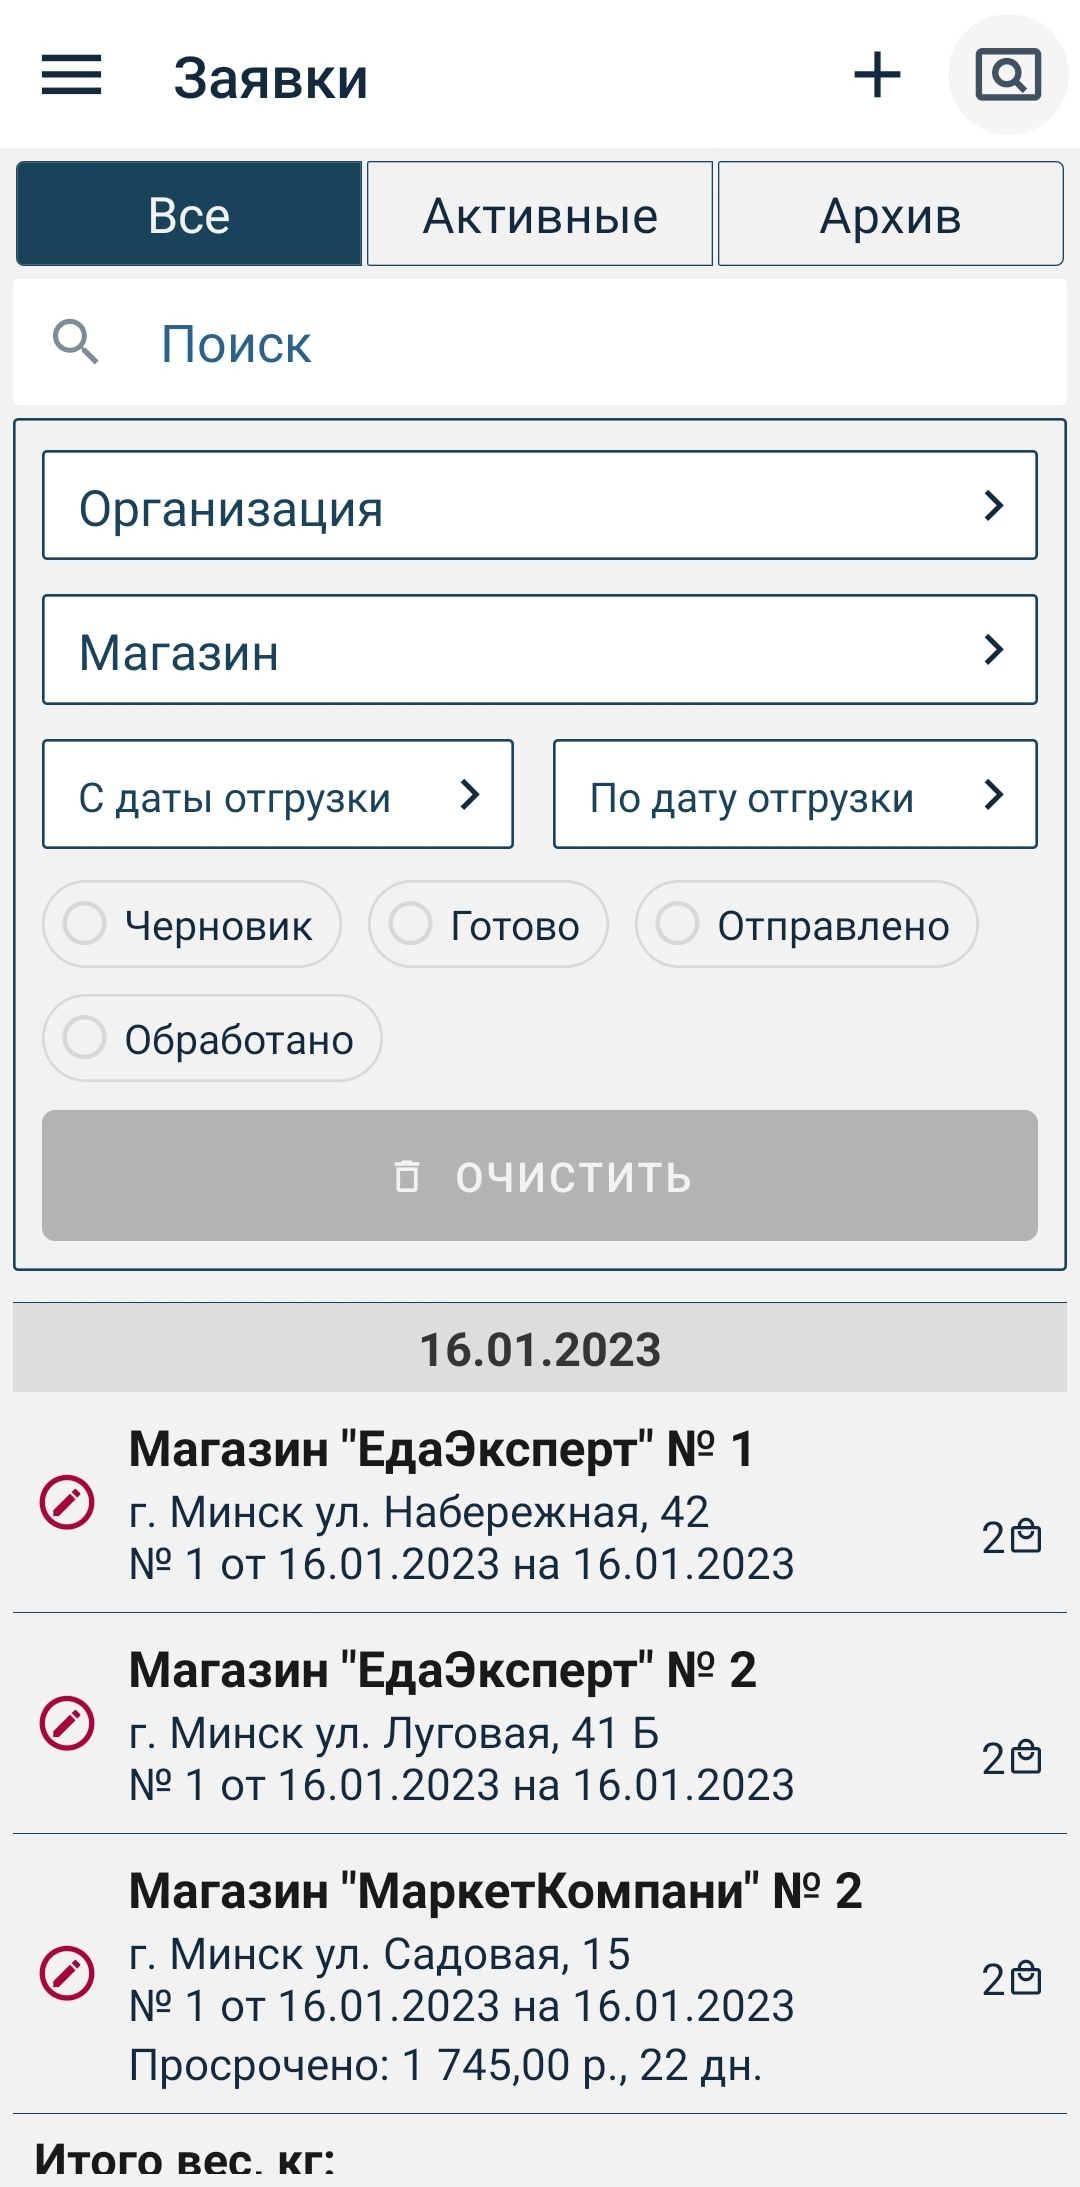 Заявки
Все
Активные
Архив
Поиск
Организация
Магазин
С даты отгрузки
По дату отгрузки
Черновик
Готово
Отправлено
Обработано
ОЧИСТИТЬ
16.01.2023
Магазин "ЕдаЭксперт" № 1
г. Минск ул. Набережная, 42
№ 1 от 16.01.2023 на 16.01.2023
2
Магазин "ЕдаЭксперт" № 2
г. Минск ул. Луговая, 41 Б
№ 1 от 16.01.2023 на 16.01.2023
2
Магазин "МаркетКомпани" № 2
г. Минск ул. Садовая, 15
№ 1 от 16.01.2023 на 16.01.2023
2
Просрочено: 1 745,00 р., 22 дн.
Итого вес, кг: